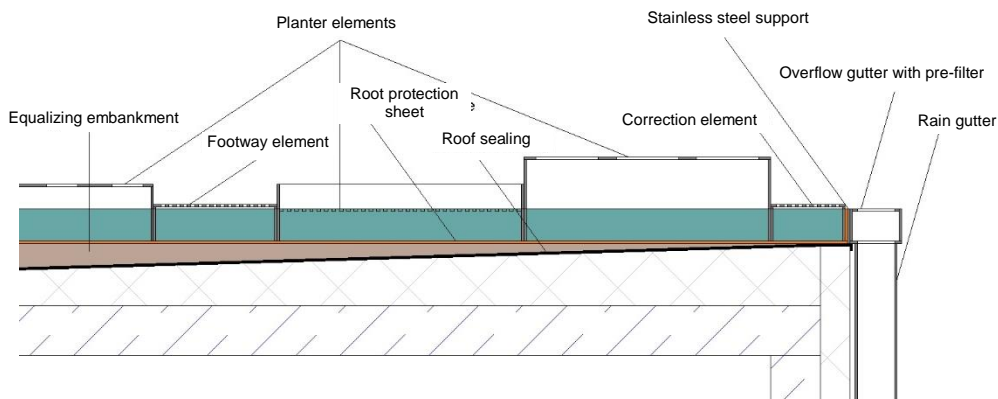 Planter elements
Stainless steel support
Overflow gutter with pre-filter
Root protection
sheet
e
Equalizing embankment
Rain gutter
Correction element
Footway element
Roof sealing